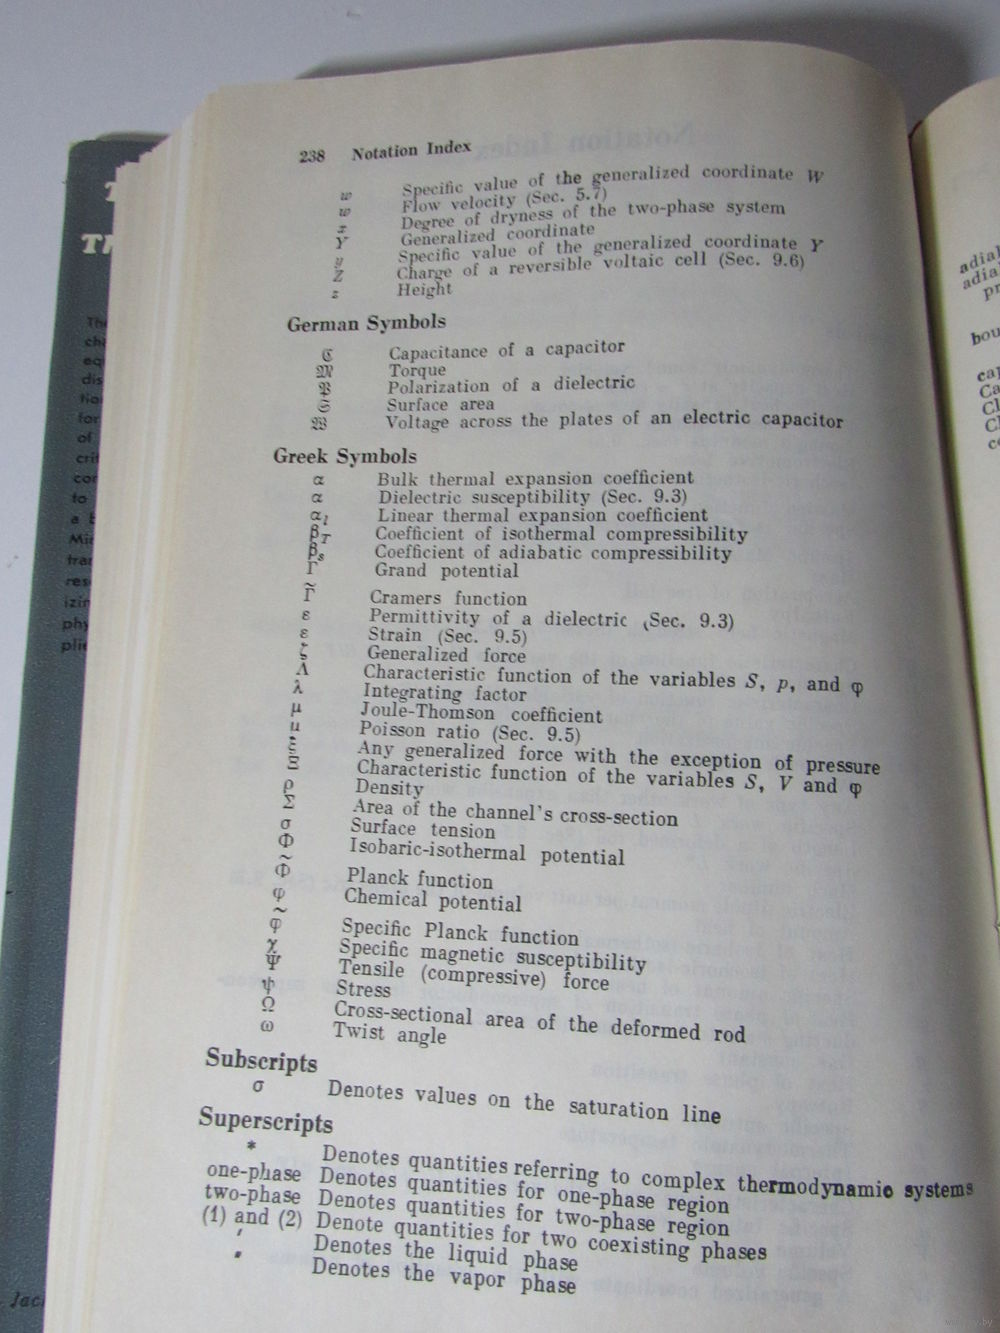 238 Notation Index
w Specific value of the generalized coordinate W
w Flow velocity (Sec. 5.7)
x Degree of dryness of the two-phase system
Y Generalized coordinate
y Specific value of the generalized coordinate Y
Z Charge of a reversible voltaic cell (Sec. 9.6)
z Height
German Symbols
ℭ Capacitance of a capacitor
𝔐 Torque
𝔓 Polarization of a dielectric
𝔖 Surface area
𝔚 Voltage across the plates of an electric capacitor
Greek Symbols
α Bulk thermal expansion coefficient
α Dielectric susceptibility (Sec. 9.3)
α_l Linear thermal expansion coefficient
β_T Coefficient of isothermal compressibility
β_s Coefficient of adiabatic compressibility
Γ Grand potential
Γ̃ Cramers function
ε Permittivity of a dielectric (Sec. 9.3)
ε Strain (Sec. 9.5)
ζ Generalized force
Λ Characteristic function of the variables S, p, and φ
λ Integrating factor
μ Joule-Thomson coefficient
μ Poisson ratio (Sec. 9.5)
ξ Any generalized force with the exception of pressure
Ξ Characteristic function of the variables S, V and φ
ρ Density
Σ Area of the channel's cross-section
σ Surface tension
Φ Isobaric-isothermal potential
Φ̃ Planck function
φ Chemical potential
φ̃ Specific Planck function
χ Specific magnetic susceptibility
Ψ Tensile (compressive) force
ψ Stress
Ω Cross-sectional area of the deformed rod
ω Twist angle
Subscripts
σ Denotes values on the saturation line
Superscripts
* Denotes quantities referring to complex thermodynamic systems
one-phase Denotes quantities for one-phase region
two-phase Denotes quantities for two-phase region
(1) and (2) Denote quantities for two coexisting phases
′ Denotes the liquid phase
″ Denotes the vapor phase